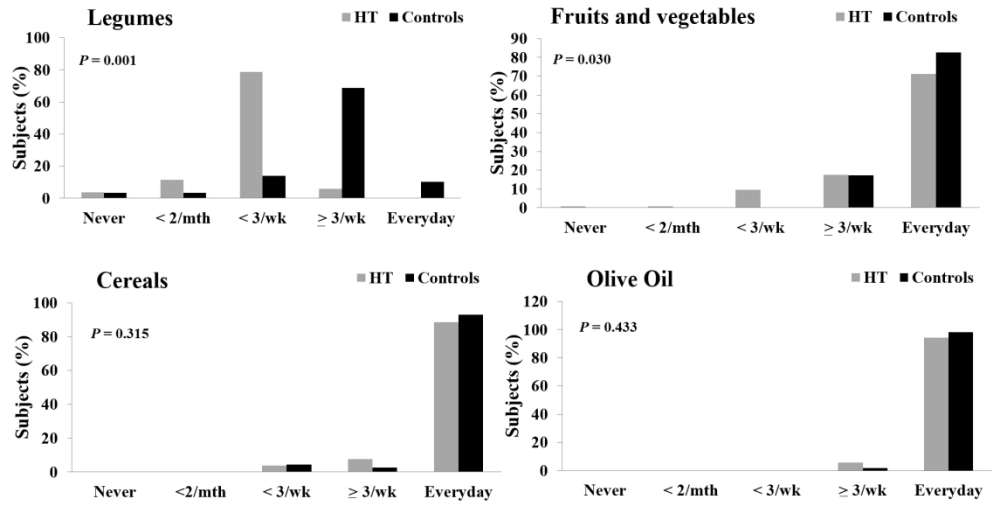 Legumes
HT Controls
P = 0.001
Subjects (%)
100
80
60
40
20
0
Never < 2/mth < 3/wk ≥ 3/wk Everyday
Fruits and vegetables
HT Controls
P = 0.030
Subjects (%)
90
80
70
60
50
40
30
20
10
0
Never < 2/mth < 3/wk ≥ 3/wk Everyday
Cereals
HT Controls
P = 0.315
Subjects (%)
100
80
60
40
20
0
Never <2/mth < 3/wk ≥ 3/wk Everyday
Olive Oil
HT Controls
P = 0.433
Subjects (%)
120
100
80
60
40
20
0
Never < 2/mth < 3/wk ≥ 3/wk Everyday